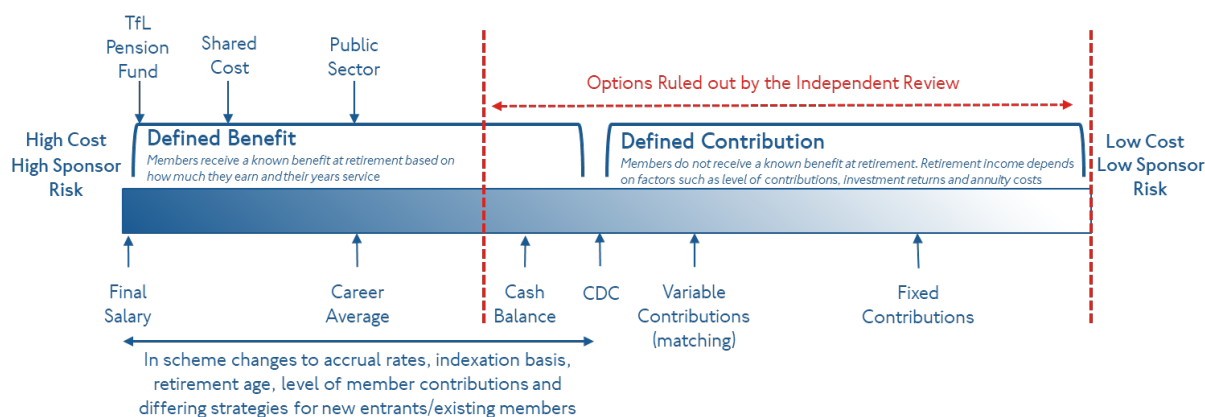 TfL
Pension
Fund
Shared
Cost
Public
Sector
Options Ruled out by the Independent Review
High Cost
High Sponsor
Risk
Defined Benefit
Members receive a known benefit at retirement based on
how much they earn and their years service
Defined Contribution
Members do not receive a known benefit at retirement. Retirement income depends
on factors such as level of contributions, investment returns and annuity costs
Low Cost
Low Sponsor
Risk
Final
Salary
Career
Average
Cash
Balance
CDC
Variable
Contributions
(matching)
Fixed
Contributions
In scheme changes to accrual rates, indexation basis,
retirement age, level of member contributions and
differing strategies for new entrants/existing members